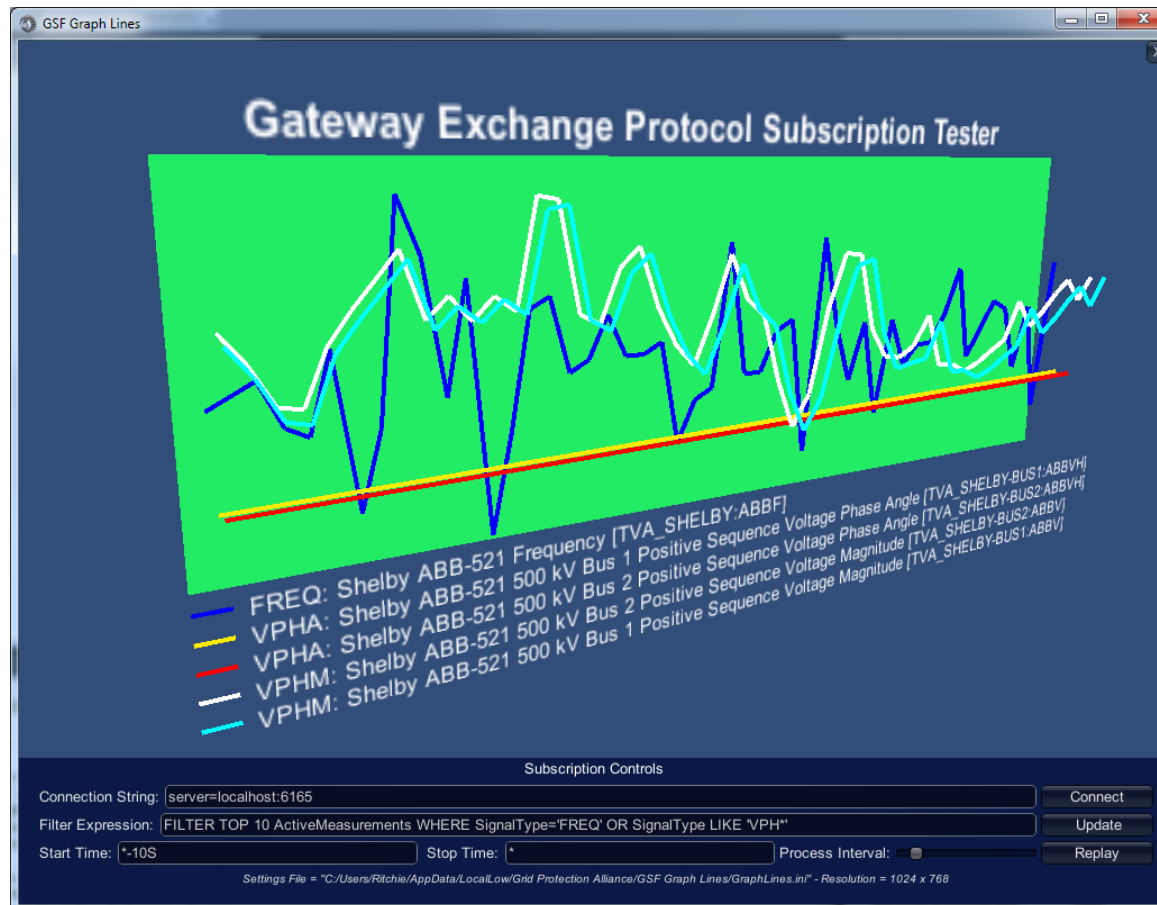 GSF Graph Lines
Gateway Exchange Protocol Subscription Tester
FREQ: Shelby ABB-521 Frequency [TVA_SHELBY:ABBF]
VPHA: Shelby ABB-521 500 kV Bus 1 Positive Sequence Voltage Phase Angle [TVA_SHELBY-BUS1:ABBVH]
VPHA: Shelby ABB-521 500 kV Bus 2 Positive Sequence Voltage Phase Angle [TVA_SHELBY-BUS2:ABBVH]
VPHM: Shelby ABB-521 500 kV Bus 2 Positive Sequence Voltage Magnitude [TVA_SHELBY-BUS2:ABBV]
VPHM: Shelby ABB-521 500 kV Bus 1 Positive Sequence Voltage Magnitude [TVA_SHELBY-BUS1:ABBV]
Subscription Controls
Connection String: server=localhost:6165 Connect
Filter Expression: FILTER TOP 10 ActiveMeasurements WHERE SignalType='FREQ' OR SignalType LIKE 'VPH*' Update
Start Time: *-10S Stop Time: * Process Interval: Replay
Settings File = "C:/Users/Ritchie/AppData/LocalLow/Grid Protection Alliance/GSF Graph Lines/GraphLines.ini" - Resolution = 1024 x 768